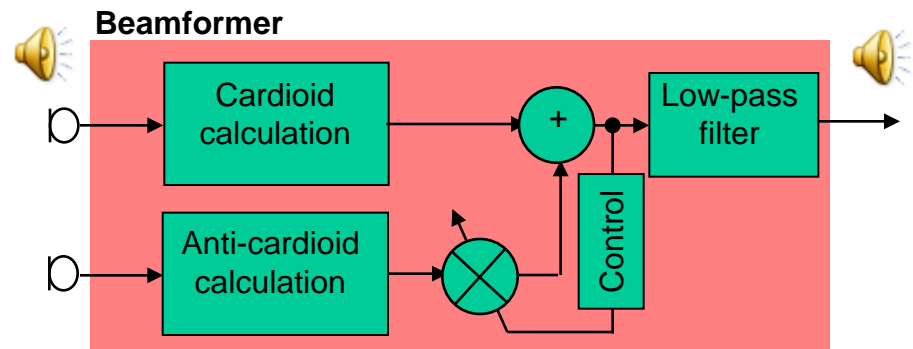 Beamformer
Cardioid
calculation
+
Low-pass
filter
Control
Anti-cardioid
calculation